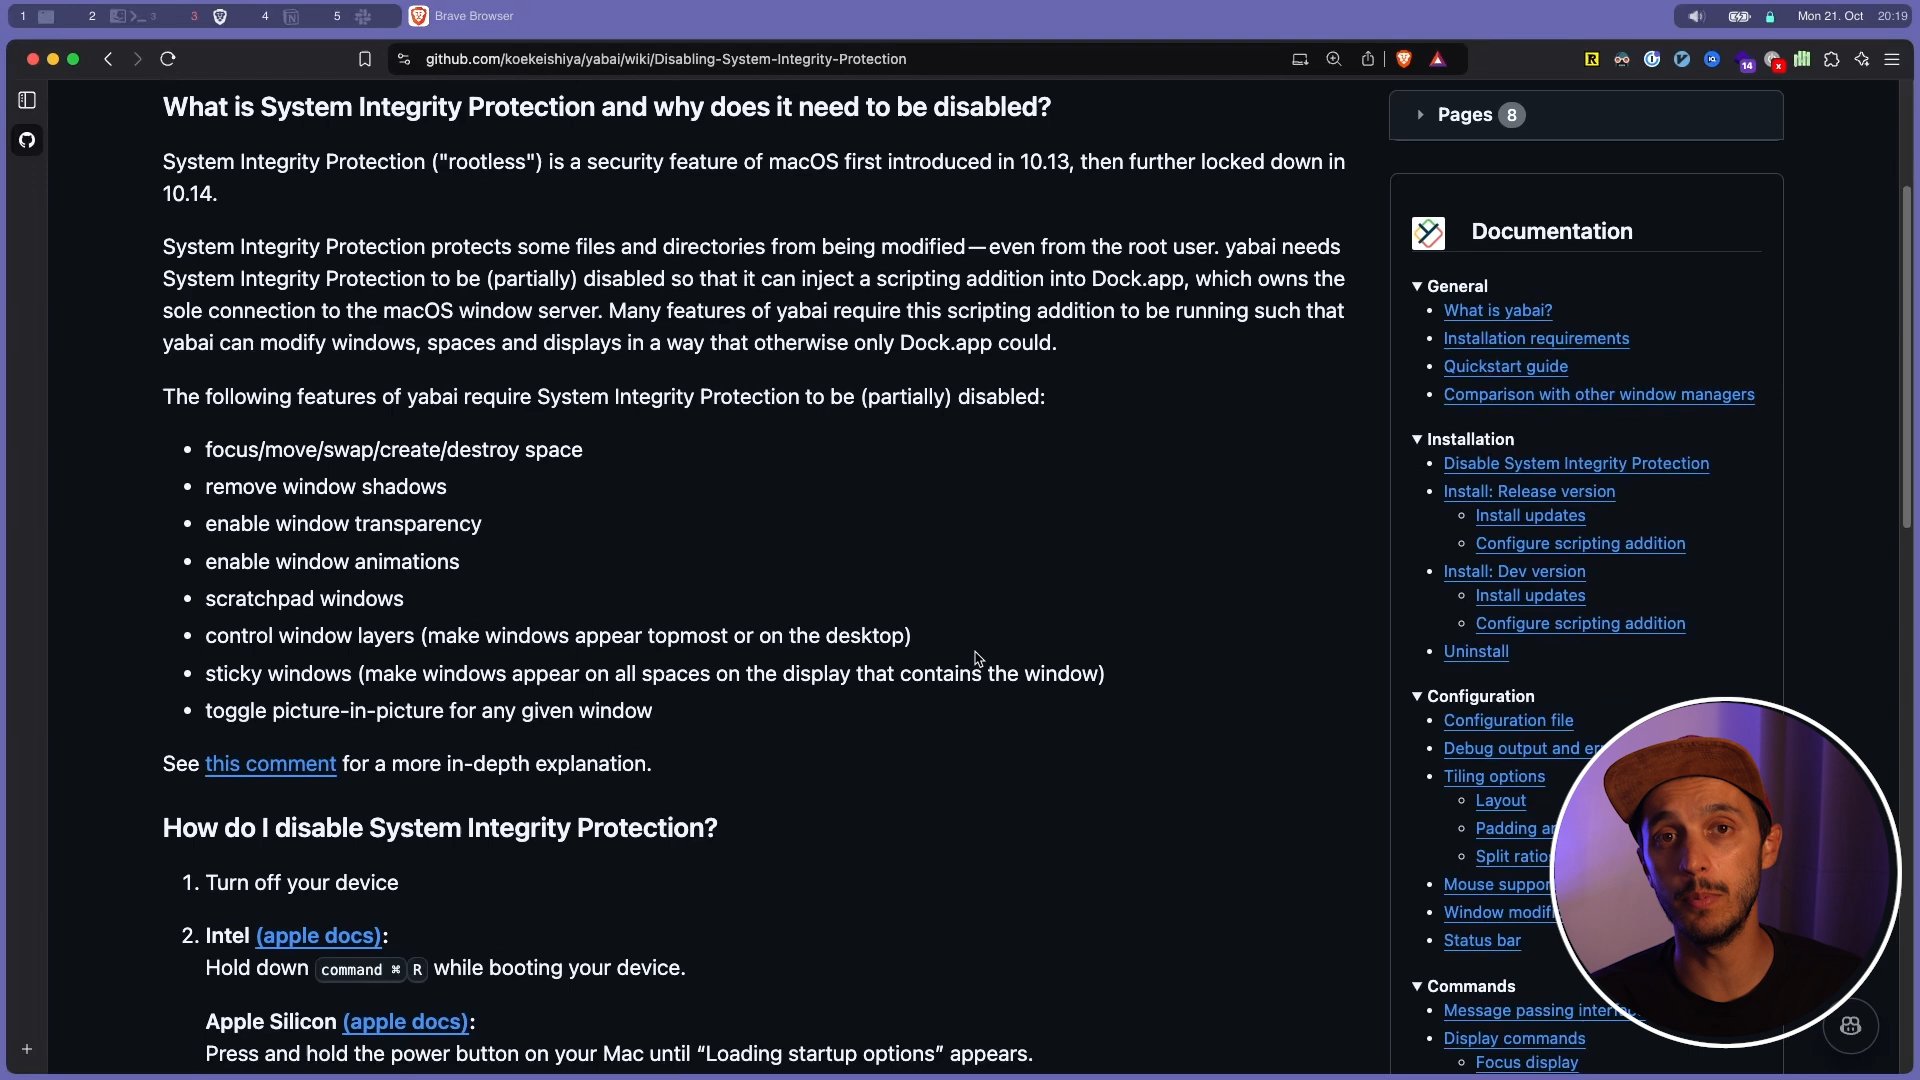 1 2 3 3 4 5 Brave Browser Mon 21. Oct 20:19
github.com/koekeishiya/yabai/wiki/Disabling-System-Integrity-Protection
14
What is System Integrity Protection and why does it need to be disabled?
System Integrity Protection ("rootless") is a security feature of macOS first introduced in 10.13, then further locked down in
10.14.
System Integrity Protection protects some files and directories from being modified—even from the root user. yabai needs
System Integrity Protection to be (partially) disabled so that it can inject a scripting addition into Dock.app, which owns the
sole connection to the macOS window server. Many features of yabai require this scripting addition to be running such that
yabai can modify windows, spaces and displays in a way that otherwise only Dock.app could.
The following features of yabai require System Integrity Protection to be (partially) disabled:
• focus/move/swap/create/destroy space
• remove window shadows
• enable window transparency
• enable window animations
• scratchpad windows
• control window layers (make windows appear topmost or on the desktop)
• sticky windows (make windows appear on all spaces on the display that contains the window)
• toggle picture-in-picture for any given window
See this comment for a more in-depth explanation.
How do I disable System Integrity Protection?
1. Turn off your device
2. Intel (apple docs):
Hold down command ⌘ R while booting your device.
Apple Silicon (apple docs):
Press and hold the power button on your Mac until “Loading startup options” appears.
Pages 8
Documentation
▼ General
• What is yabai?
• Installation requirements
• Quickstart guide
• Comparison with other window managers
▼ Installation
• Disable System Integrity Protection
• Install: Release version
◦ Install updates
◦ Configure scripting addition
• Install: Dev version
◦ Install updates
◦ Configure scripting addition
• Uninstall
▼ Configuration
• Configuration file
• Debug output and
• Tiling options
◦ Layout
◦ Padding
◦ Split
• Mouse
• Window
• Status bar
▼ Commands
• Message passing
• Display commands
◦ Focus display